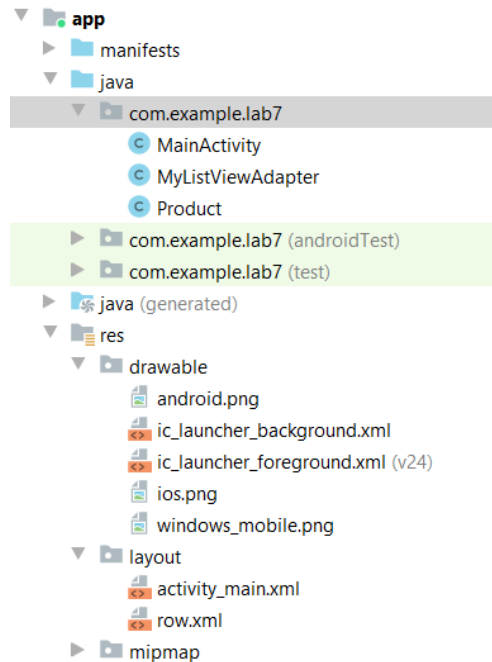 app
manifests
java
com.example.lab7
C MainActivity
C MyListViewAdapter
C Product
com.example.lab7 (androidTest)
com.example.lab7 (test)
java (generated)
res
drawable
android.png
ic_launcher_background.xml
ic_launcher_foreground.xml (v24)
ios.png
windows_mobile.png
layout
activity_main.xml
row.xml
mipmap